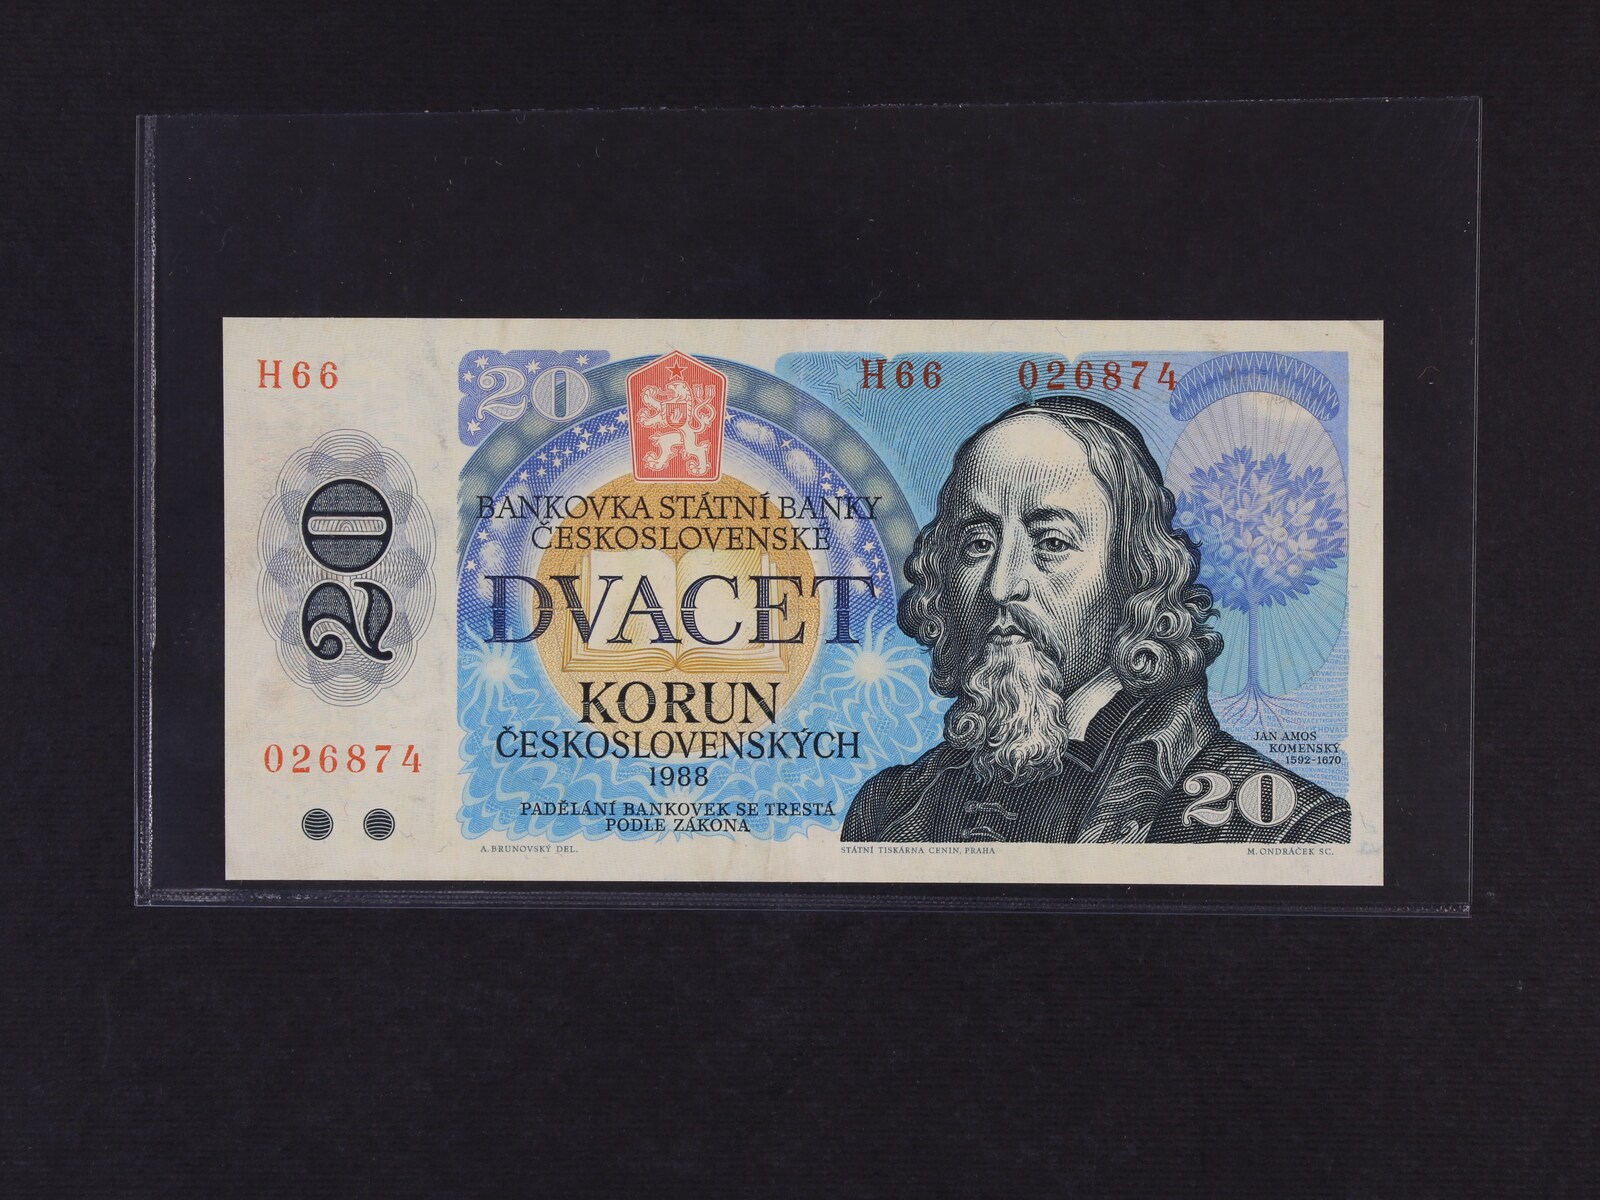 H66
20
H66 026874
20
BANKOVKA STÁTNÍ BANKY
ČESKOSLOVENSKÉ
DVACET
KORUN
ČESKOSLOVENSKÝCH
1988
PADĚLÁNÍ BANKOVEK SE TRESTÁ
PODLE ZÁKONA
026874
JAN AMOS
KOMENSKÝ
1592-1670
20
A. BRUNOVSKÝ DEL.
STÁTNÍ TISKÁRNA CENIN, PRAHA
M. ONDRÁČEK SC.